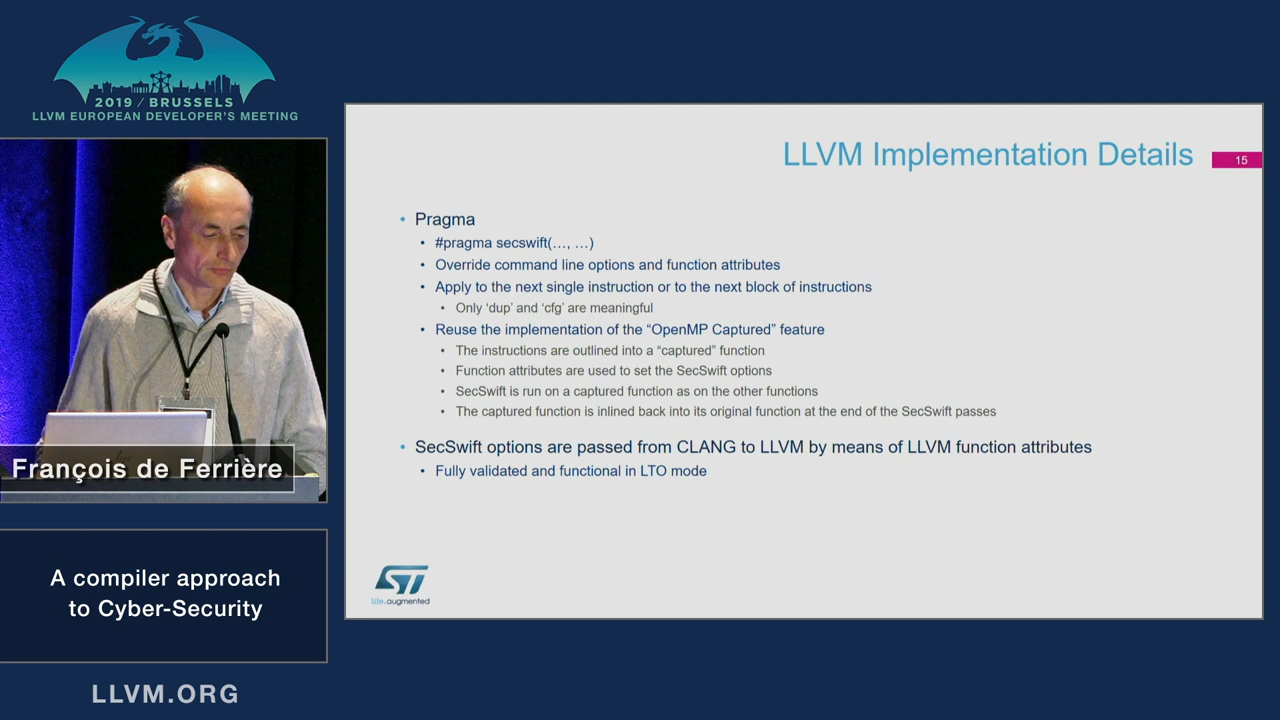 2019 / BRUSSELS
LLVM EUROPEAN DEVELOPER'S MEETING
François de Ferrière
A compiler approach
to Cyber-Security
LLVM.ORG
LLVM Implementation Details
15
• Pragma
• #pragma secswift(…, …)
• Override command line options and function attributes
• Apply to the next single instruction or to the next block of instructions
• Only ‘dup’ and ‘cfg’ are meaningful
• Reuse the implementation of the “OpenMP Captured” feature
• The instructions are outlined into a “captured” function
• Function attributes are used to set the SecSwift options
• SecSwift is run on a captured function as on the other functions
• The captured function is inlined back into its original function at the end of the SecSwift passes
• SecSwift options are passed from CLANG to LLVM by means of LLVM function attributes
• Fully validated and functional in LTO mode
ST
life.augmented